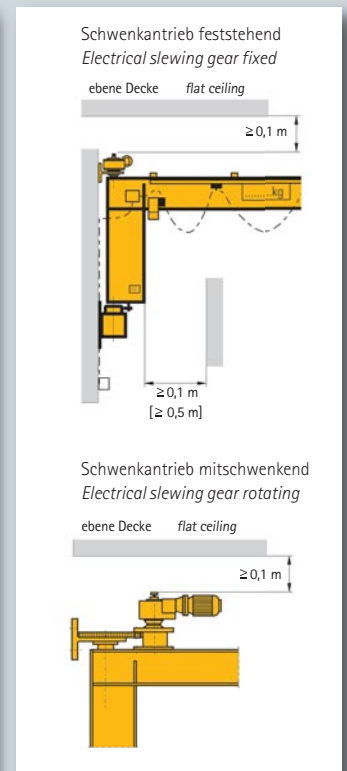 Schwenkantrieb feststehend
Electrical slewing gear fixed
ebene Decke flat ceiling
≥0,1 m
kg
≥0,1 m
[≥ 0,5 m]
Schwenkantrieb mitschwenkend
Electrical slewing gear rotating
ebene Decke flat ceiling
≥0,1 m